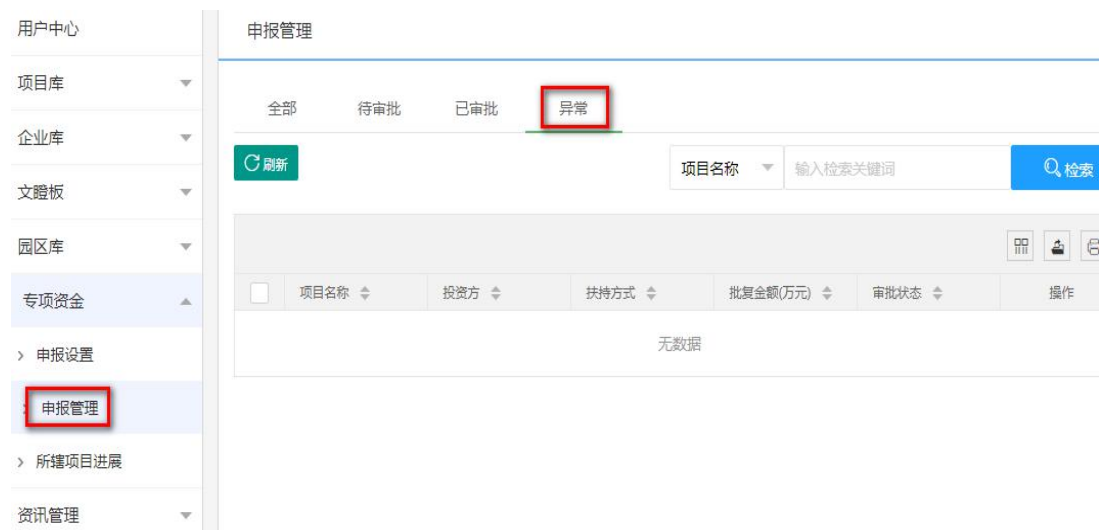 用户中心
项目库
企业库
文瞪板
园区库
专项资金
申报设置
申报管理
所辖项目进展
资讯管理
申报管理
全部 待审批 已审批 异常
刷新 项目名称 输入检索关键词 检索
项目名称 投资方 扶持方式 批复金额(万元) 审批状态 操作
无数据